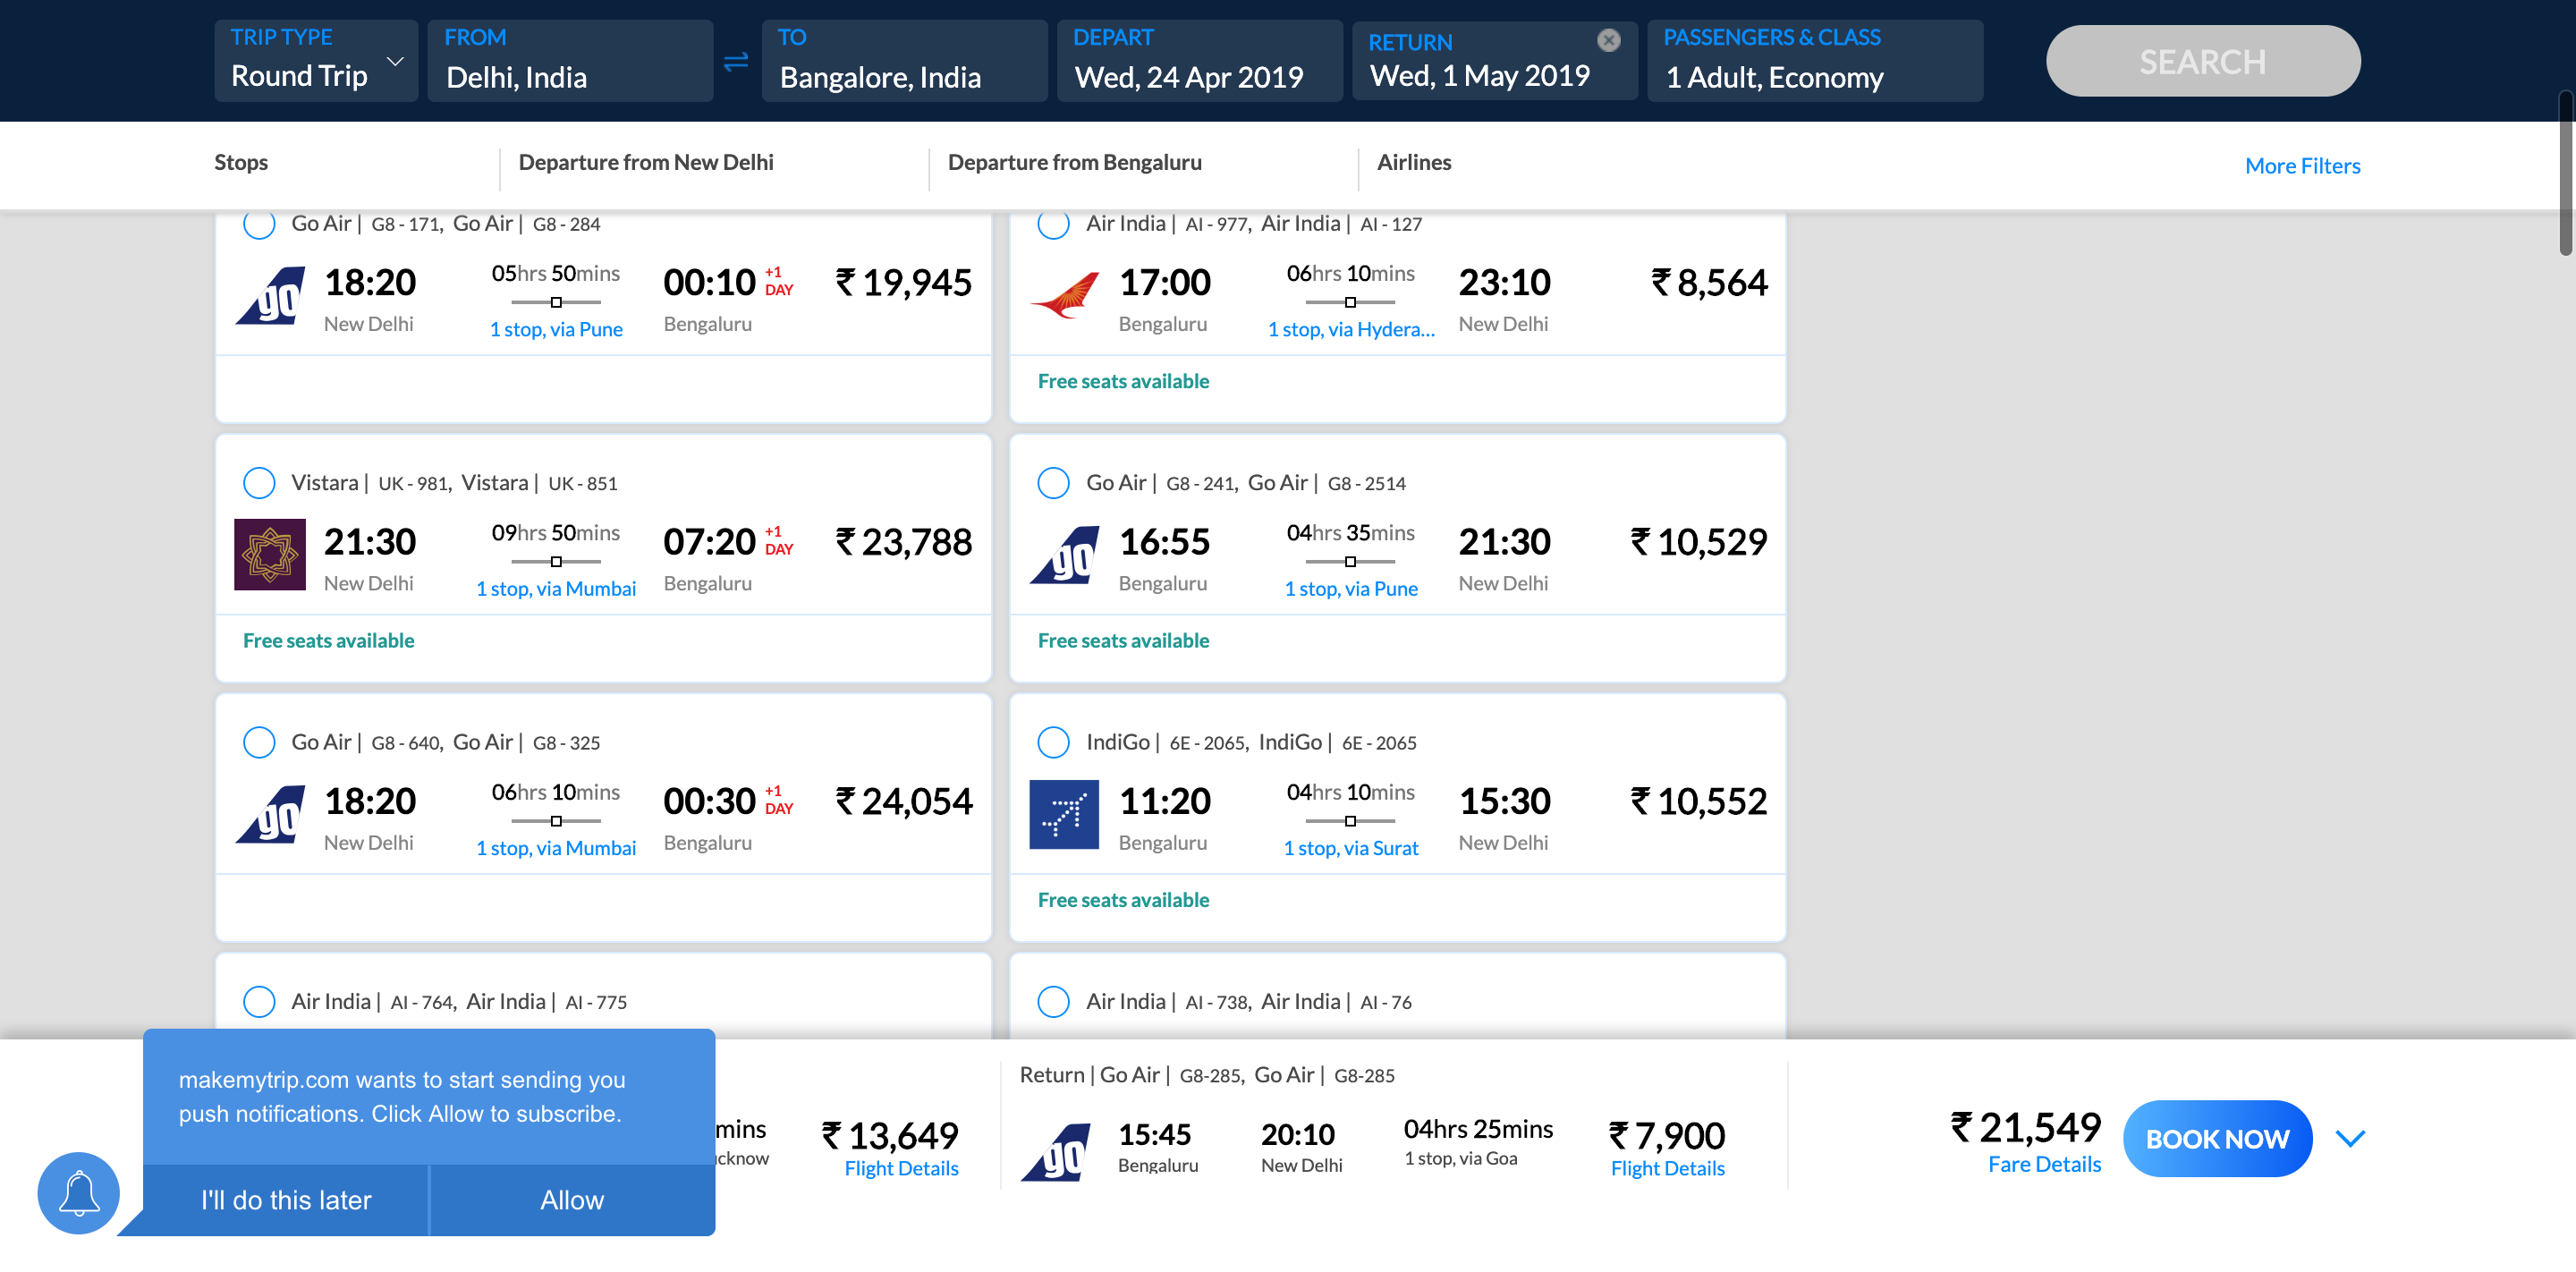 TRIP TYPE
Round Trip
FROM
Delhi, India
TO
Bangalore, India
DEPART
Wed, 24 Apr 2019
RETURN
Wed, 1 May 2019
PASSENGERS & CLASS
1 Adult, Economy
SEARCH
Stops
Departure from New Delhi
Departure from Bengaluru
Airlines
More Filters
Go Air | G8 - 171, Go Air | G8 - 284
go
18:20
New Delhi
05hrs 50mins
1 stop, via Pune
00:10 +1 DAY
Bengaluru
₹ 19,945
Air India | AI - 977, Air India | AI - 127
17:00
Bengaluru
06hrs 10mins
1 stop, via Hydera...
23:10
New Delhi
₹ 8,564
Free seats available
Vistara | UK - 981, Vistara | UK - 851
21:30
New Delhi
09hrs 50mins
1 stop, via Mumbai
07:20 +1 DAY
Bengaluru
₹ 23,788
Free seats available
Go Air | G8 - 241, Go Air | G8 - 2514
go
16:55
Bengaluru
04hrs 35mins
1 stop, via Pune
21:30
New Delhi
₹ 10,529
Free seats available
Go Air | G8 - 640, Go Air | G8 - 325
go
18:20
New Delhi
06hrs 10mins
1 stop, via Mumbai
00:30 +1 DAY
Bengaluru
₹ 24,054
IndiGo | 6E - 2065, IndiGo | 6E - 2065
11:20
Bengaluru
04hrs 10mins
1 stop, via Surat
15:30
New Delhi
₹ 10,552
Free seats available
Air India | AI - 764, Air India | AI - 775
Air India | AI - 738, Air India | AI - 76
makemytrip.com wants to start sending you
push notifications. Click Allow to subscribe.
I'll do this later
Allow
mins
cknow
₹ 13,649
Flight Details
Return | Go Air | G8-285, Go Air | G8-285
go
15:45
Bengaluru
20:10
New Delhi
04hrs 25mins
1 stop, via Goa
₹ 7,900
Flight Details
₹ 21,549
Fare Details
BOOK NOW